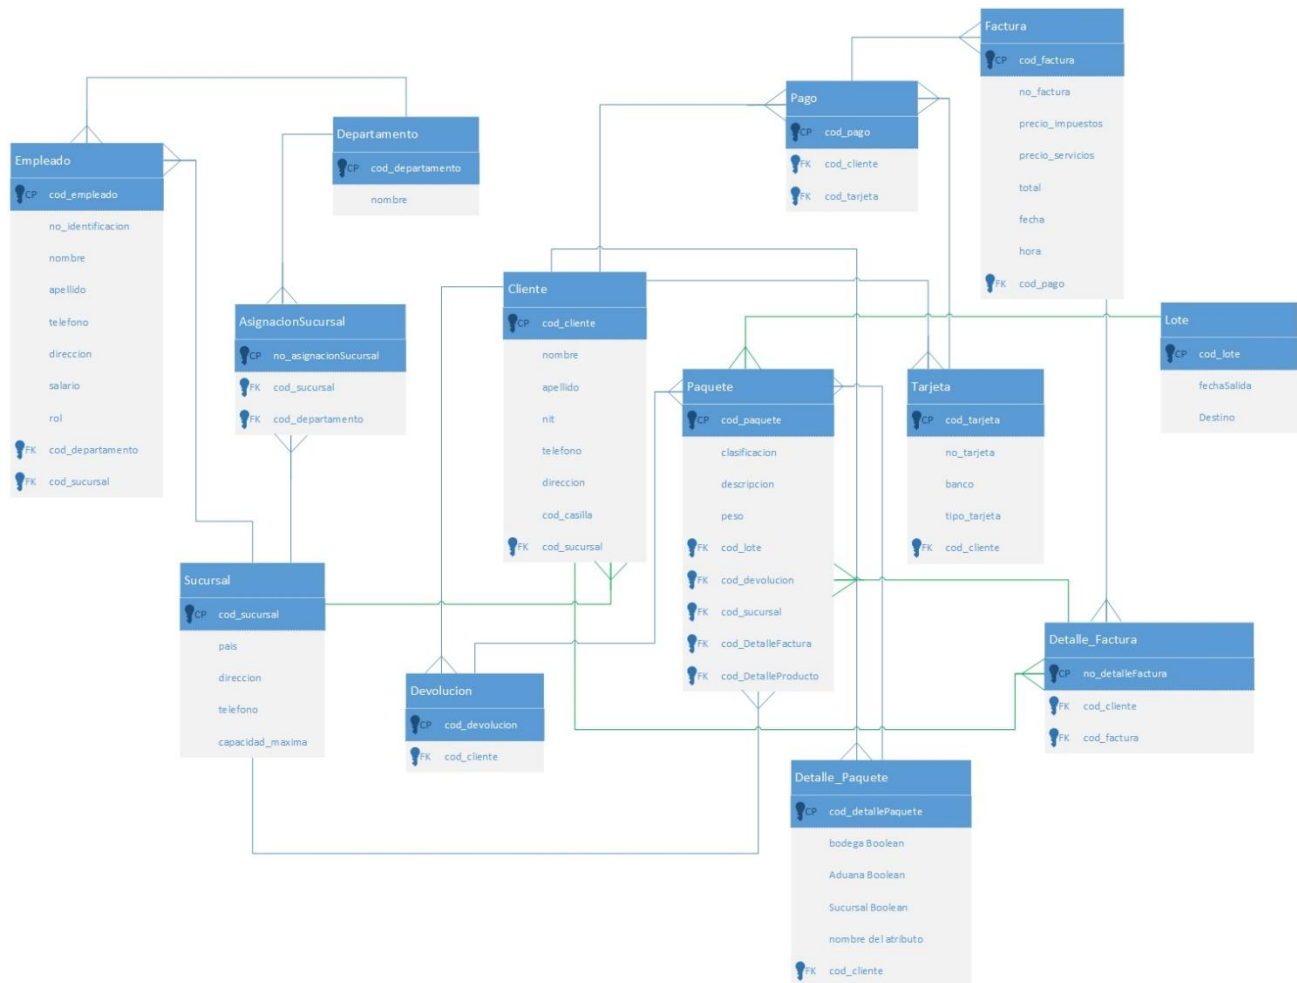 Factura
CP cod_factura
no_factura
precio_impuestos
precio_servicios
total
fecha
hora
FK cod_pago
Pago
CP cod_pago
FK cod_cliente
FK cod_tarjeta
Departamento
CP cod_departamento
nombre
Empleado
CP cod_empleado
no_identificacion
nombre
apellido
telefono
direccion
salario
rol
FK cod_departamento
FK cod_sucursal
AsignacionSucursal
CP no_asignacionSucursal
FK cod_sucursal
FK cod_departamento
Cliente
CP cod_cliente
nombre
apellido
nit
telefono
direccion
cod_casilla
FK cod_sucursal
Lote
CP cod_lote
fechaSalida
Destino
Paquete
CP cod_paquete
clasificacion
descripcion
peso
FK cod_lote
FK cod_devolucion
FK cod_sucursal
FK cod_DetalleFactura
FK cod_DetalleProducto
Tarjeta
CP cod_tarjeta
no_tarjeta
banco
tipo_tarjeta
FK cod_cliente
Sucursal
CP cod_sucursal
pais
direccion
telefono
capacidad_maxima
Devolucion
CP cod_devolucion
FK cod_cliente
Detalle_Factura
CP no_detalleFactura
FK cod_cliente
FK cod_factura
Detalle_Paquete
CP cod_detallePaquete
bodega Boolean
Aduana Boolean
Sucursal Boolean
nombre del atributo
FK cod_cliente